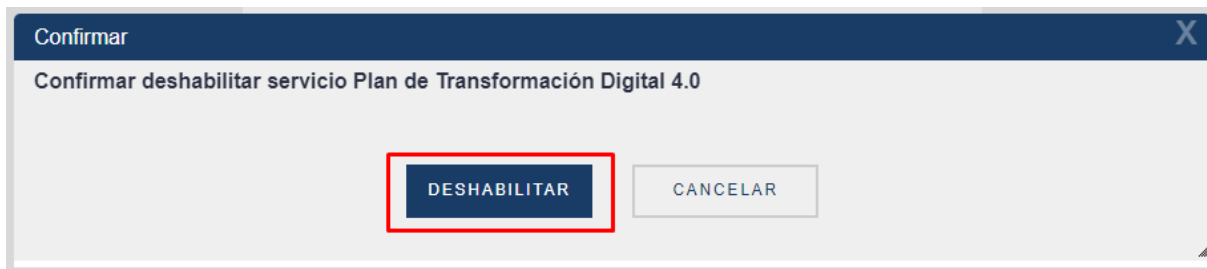 Confirmar X
Confirmar deshabilitar servicio Plan de Transformación Digital 4.0
DESHABILITAR CANCELAR